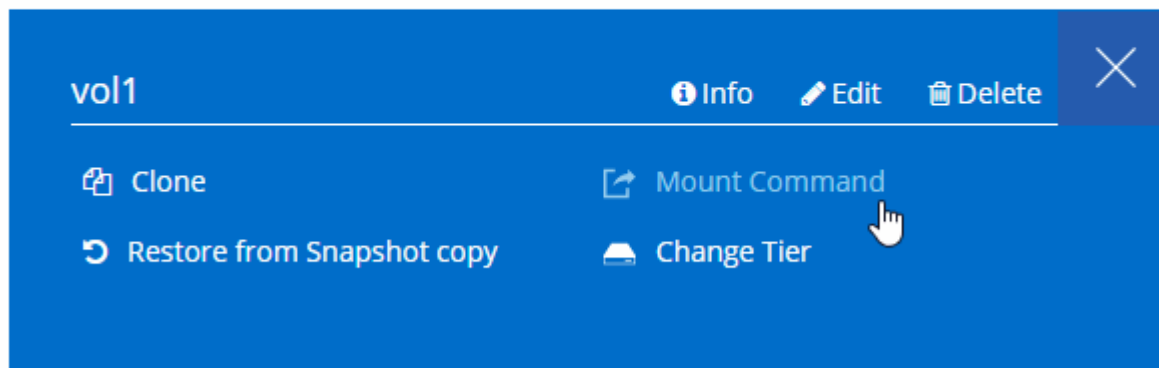 vol1 Info Edit Delete
Clone Mount Command
Restore from Snapshot copy Change Tier